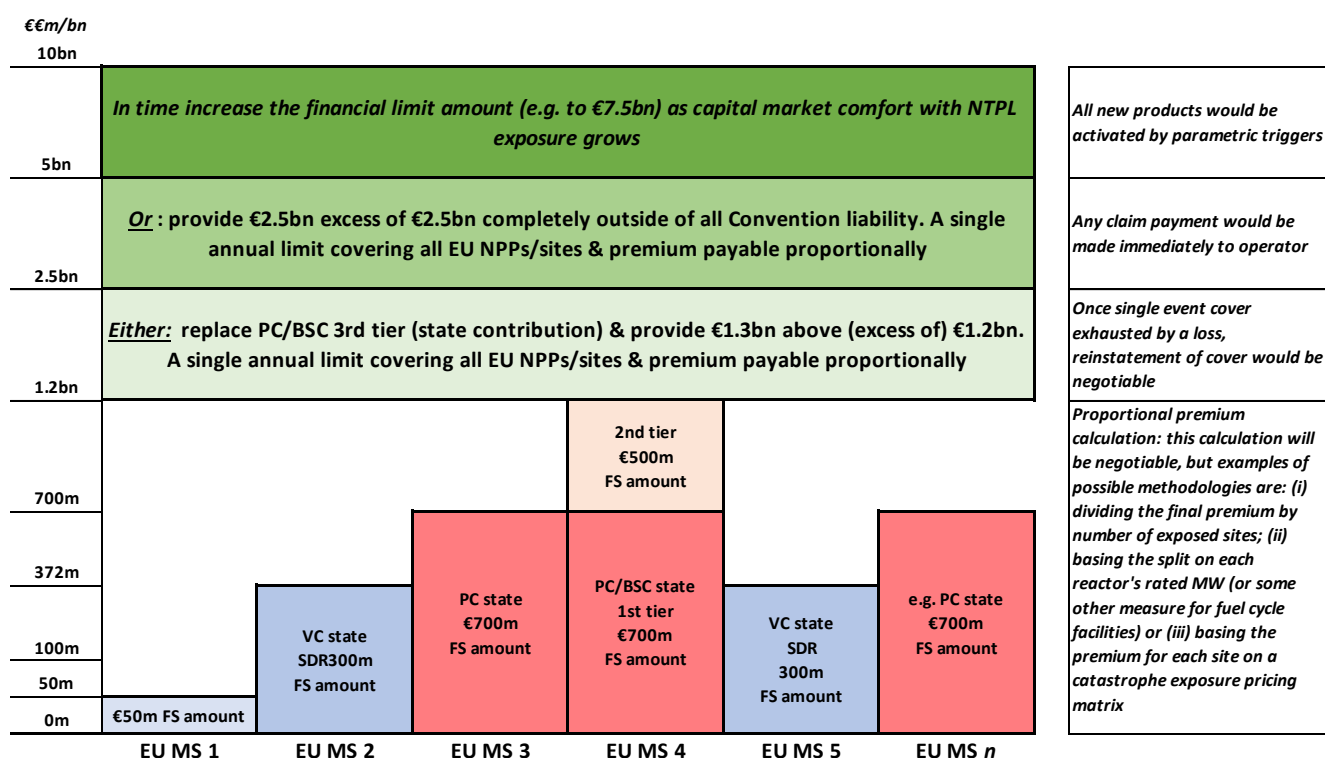 €€m/bn
10bn
In time increase the financial limit amount (e.g. to €7.5bn) as capital market comfort with NTPL
exposure grows
5bn
Or : provide €2.5bn excess of €2.5bn completely outside of all Convention liability. A single
annual limit covering all EU NPPs/sites & premium payable proportionally
2.5bn
Either: replace PC/BSC 3rd tier (state contribution) & provide €1.3bn above (excess of) €1.2bn.
A single annual limit covering all EU NPPs/sites & premium payable proportionally
1.2bn
2nd tier
€500m
FS amount
700m
372m
100m
50m
0m
€50m FS amount
VC state
SDR300m
FS amount
PC state
€700m
FS amount
PC/BSC state
1st tier
€700m
FS amount
VC state
SDR
300m
FS amount
e.g. PC state
€700m
FS amount
EU MS 1
EU MS 2
EU MS 3
EU MS 4
EU MS 5
EU MS n
All new products would be
activated by parametric triggers
Any claim payment would be
made immediately to operator
Once single event cover
exhausted by a loss,
reinstatement of cover would be
negotiable
Proportional premium
calculation: this calculation will
be negotiable, but examples of
possible methodologies are: (i)
dividing the final premium by
number of exposed sites; (ii)
basing the split on each
reactor's rated MW (or some
other measure for fuel cycle
facilities) or (iii) basing the
premium for each site on a
catastrophe exposure pricing
matrix